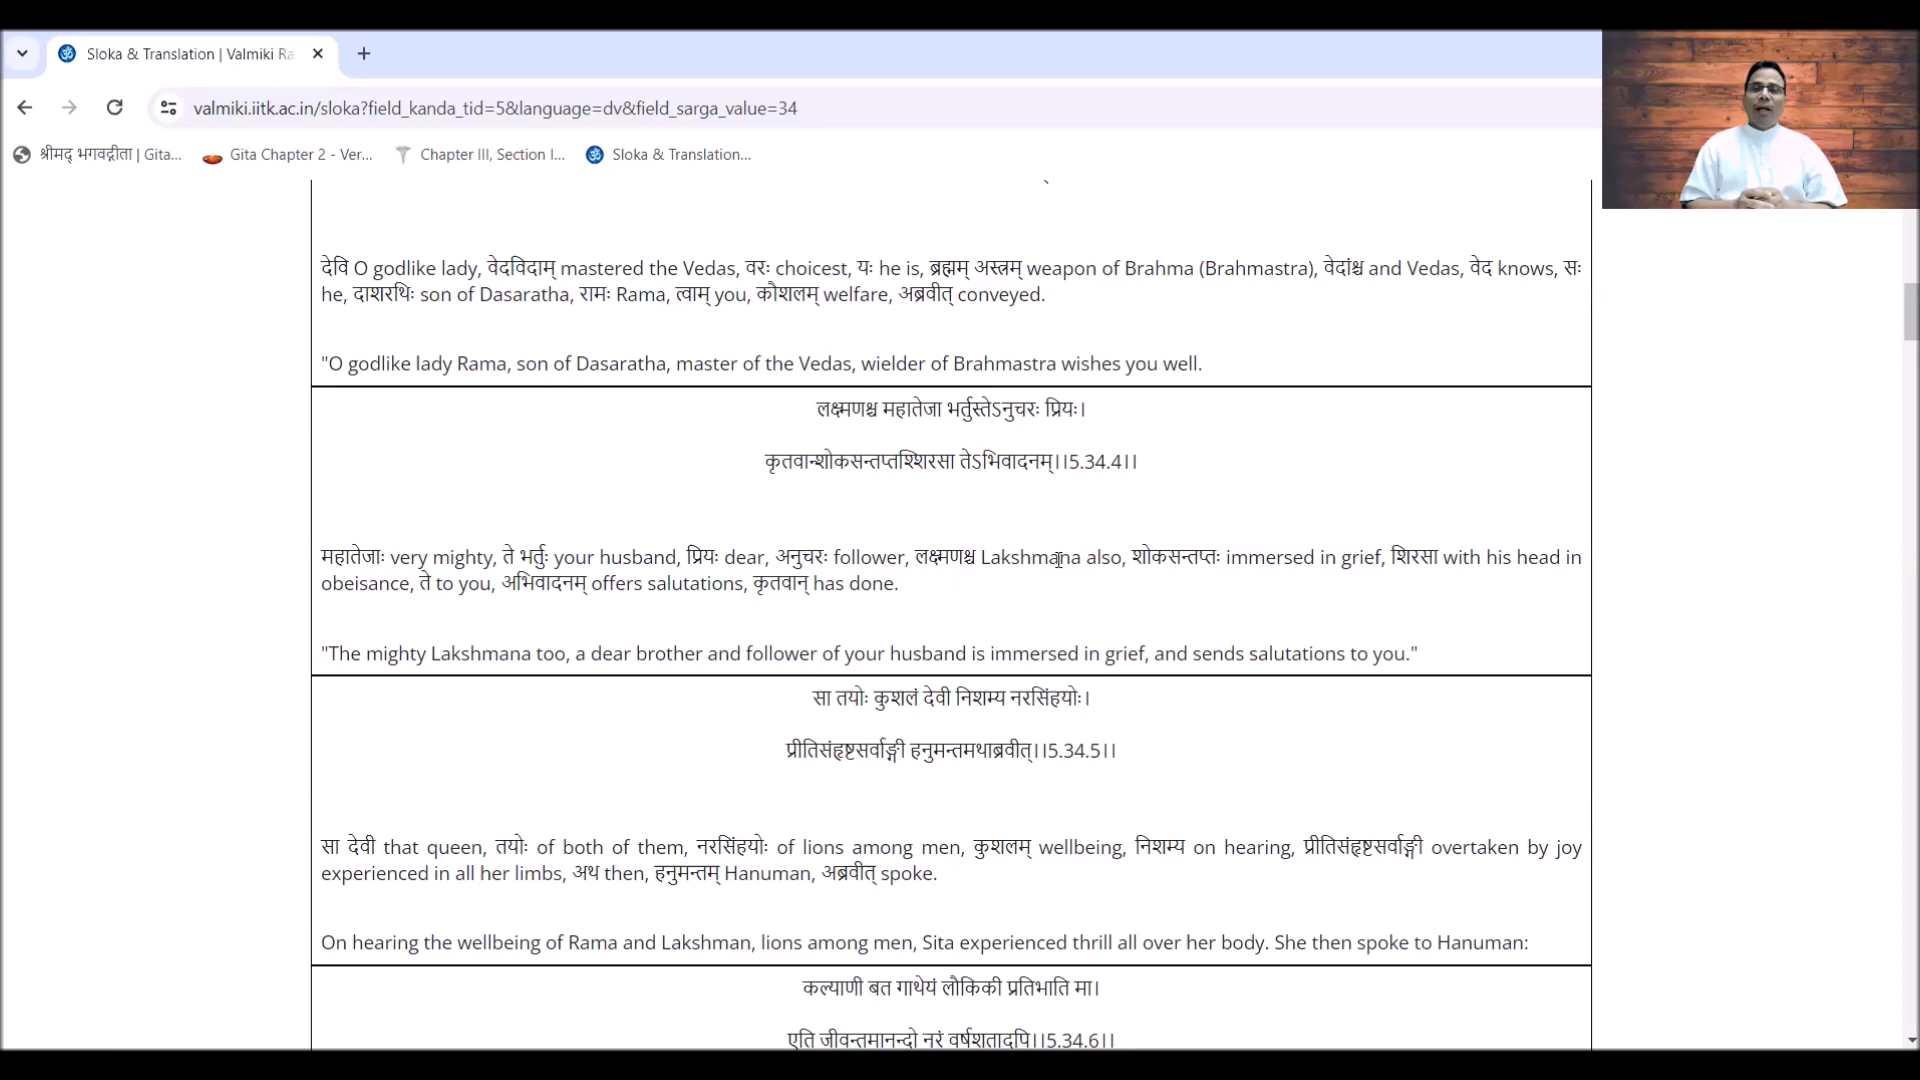 Sloka & Translation | Valmiki Ra
valmiki.iitk.ac.in/sloka?field_kanda_tid=5&language=dv&field_sarga_value=34
श्रीमद् भगवद्गीता | Gita...
Gita Chapter 2 - Ver...
Chapter III, Section I...
Sloka & Translation...
देवि O godlike lady, वेदविदाम् mastered the Vedas, वरः choicest, यः he is, ब्रह्मम् अस्त्रम् weapon of Brahma (Brahmastra), वेदांश्च and Vedas, वेद knows, सः
he, दाशरथिः son of Dasaratha, रामः Rama, त्वाम् you, कौशलम् welfare, अब्रवीत् conveyed.
"O godlike lady Rama, son of Dasaratha, master of the Vedas, wielder of Brahmastra wishes you well.
लक्ष्मणश्च महातेजा भर्तुस्तेऽनुचरः प्रियः।
कृतवान्शोकसन्तप्तश्शिरसा तेऽभिवादनम्।।5.34.4।।
महातेजाः very mighty, ते भर्तुः your husband, प्रियः dear, अनुचरः follower, लक्ष्मणश्च Lakshmana also, शोकसन्तप्तः immersed in grief, शिरसा with his head in
obeisance, ते to you, अभिवादनम् offers salutations, कृतवान् has done.
"The mighty Lakshmana too, a dear brother and follower of your husband is immersed in grief, and sends salutations to you."
सा तयोः कुशलं देवी निशम्य नरसिंहयोः।
प्रीतिसंहृष्टसर्वाङ्गी हनुमन्तमथाब्रवीत्।।5.34.5।।
सा देवी that queen, तयोः of both of them, नरसिंहयोः of lions among men, कुशलम् wellbeing, निशम्य on hearing, प्रीतिसंहृष्टसर्वाङ्गी overtaken by joy
experienced in all her limbs, अथ then, हनुमन्तम् Hanuman, अब्रवीत् spoke.
On hearing the wellbeing of Rama and Lakshman, lions among men, Sita experienced thrill all over her body. She then spoke to Hanuman:
कल्याणी बत गाथेयं लौकिकी प्रतिभाति मा।
एति जीवन्तमानन्दो नरं वर्षशतादपि।।5.34.6।।